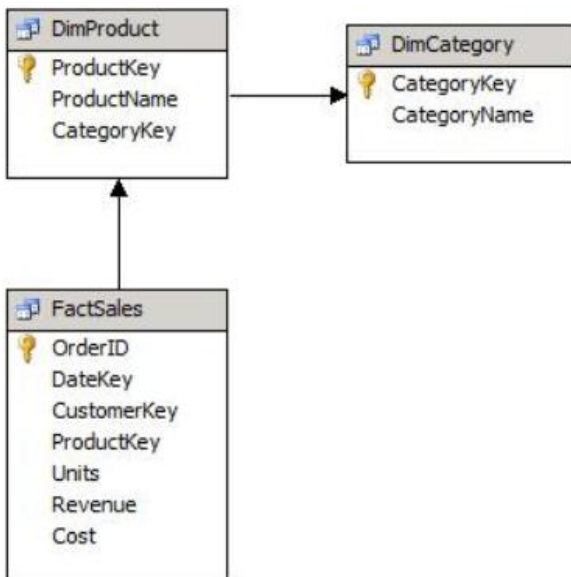 DimProduct
ProductKey
ProductName
CategoryKey
DimCategory
CategoryKey
CategoryName
FactSales
OrderID
DateKey
CustomerKey
ProductKey
Units
Revenue
Cost